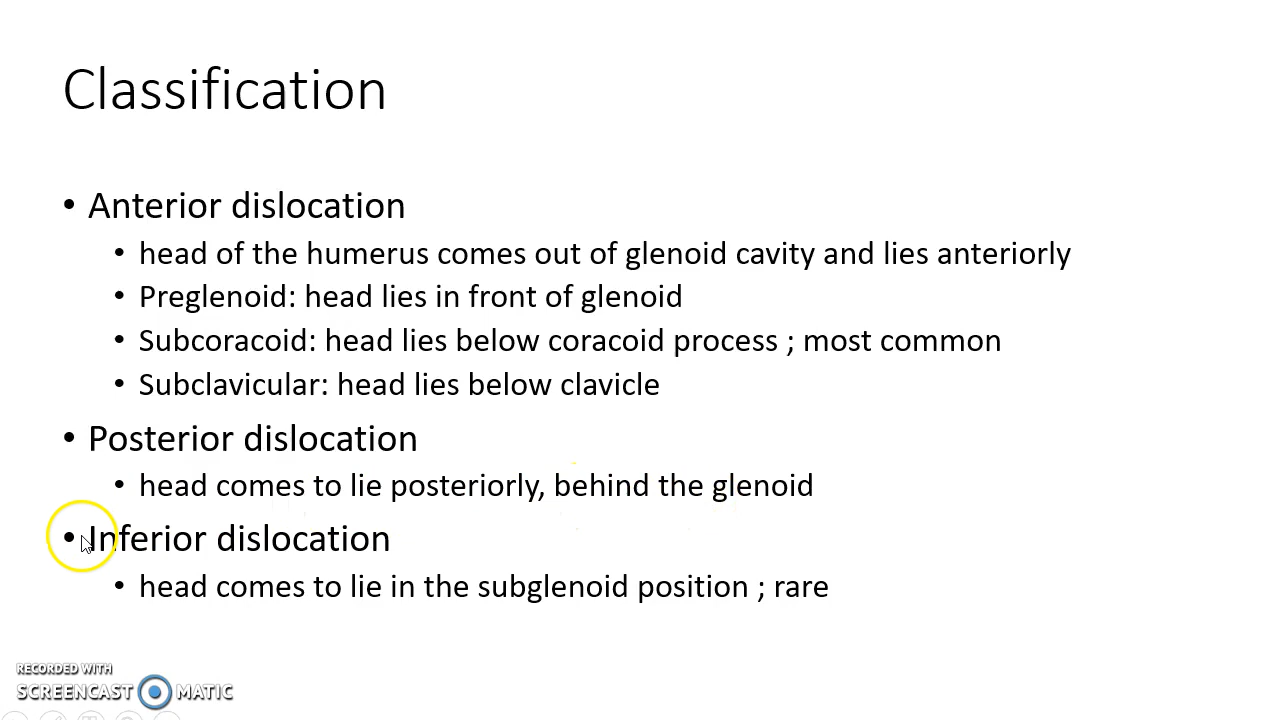 Classification
• Anterior dislocation
• head of the humerus comes out of glenoid cavity and lies anteriorly
• Preglenoid: head lies in front of glenoid
• Subcoracoid: head lies below coracoid process ; most common
• Subclavicular: head lies below clavicle
• Posterior dislocation
• head comes to lie posteriorly, behind the glenoid
• Inferior dislocation
• head comes to lie in the subglenoid position ; rare
RECORDED WITH
SCREENCAST MATIC